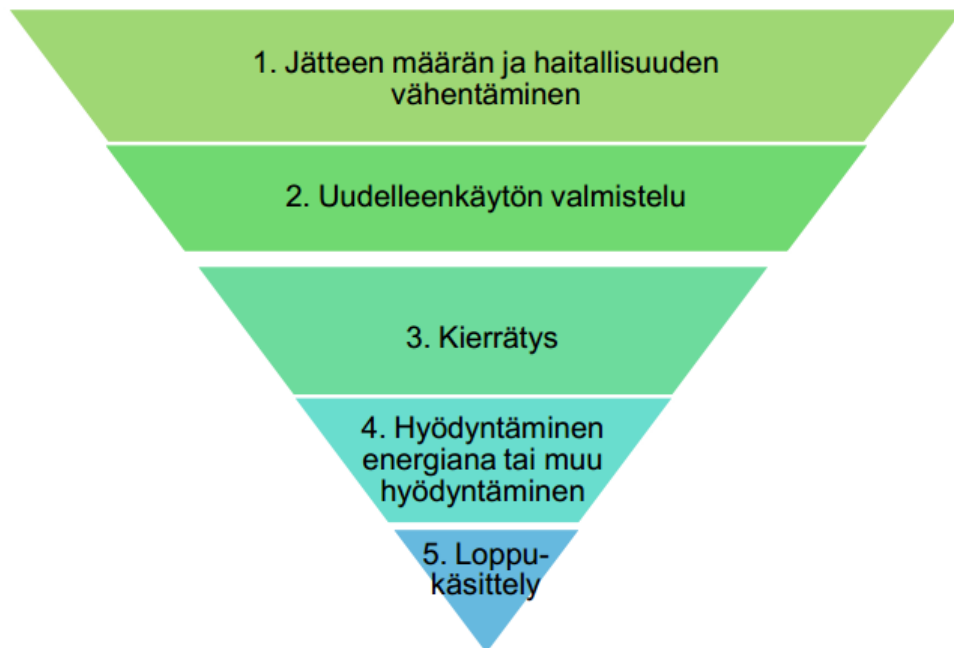 1. Jätteen määrän ja haitallisuuden
vähentäminen
2. Uudelleenkäytön valmistelu
3. Kierrätys
4. Hyödyntäminen
energiana tai muu
hyödyntäminen
5. Loppu-
käsittely